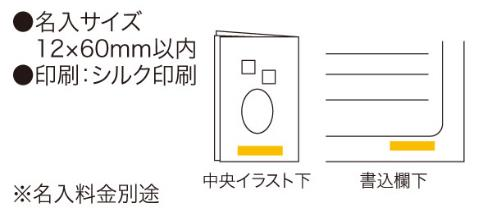 ●名入サイズ
12×60mm以内
●印刷：シルク印刷
中央イラスト下
書込欄下
※名入料金別途